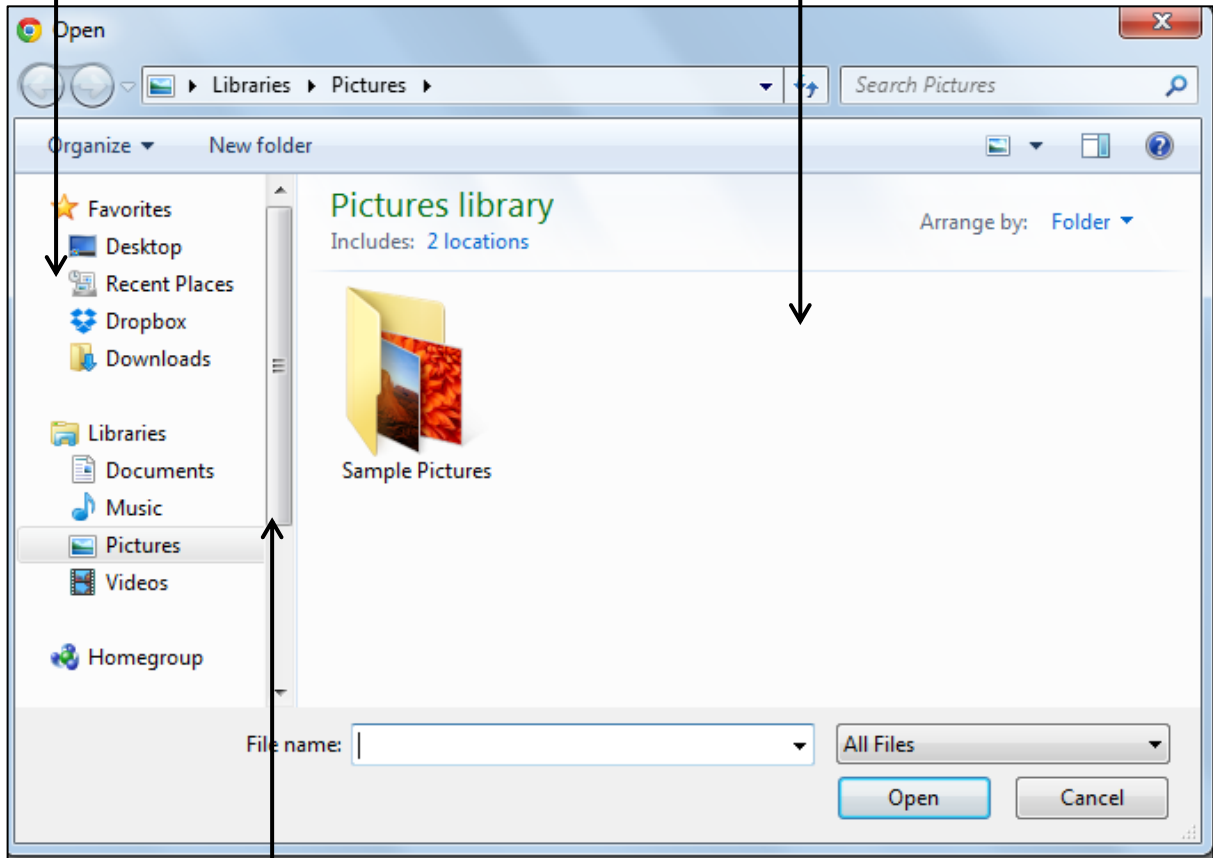 Open
Libraries Pictures
Search Pictures
Organize New folder
Favorites
Desktop
Recent Places
Dropbox
Downloads
Libraries
Documents
Music
Pictures
Videos
Homegroup
Pictures library
Includes: 2 locations
Arrange by: Folder
Sample Pictures
File name:
All Files
Open Cancel